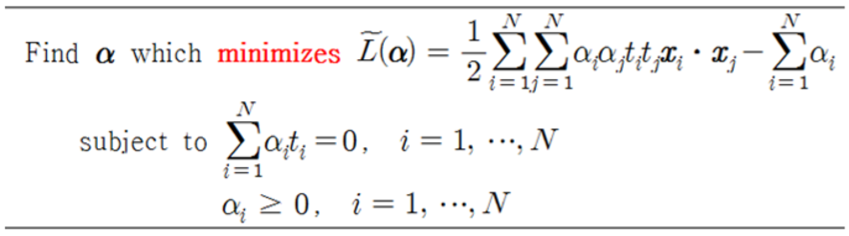 Find α which minimizes L̃(α) = 1/2 ∑_{i=1}^{N} ∑_{j=1}^{N} α_i α_j t_i t_j x_i · x_j − ∑_{i=1}^{N} α_i
subject to ∑_{i=1}^{N} α_i t_i = 0, i = 1, ⋯, N
α_i ≥ 0, i = 1, ⋯, N